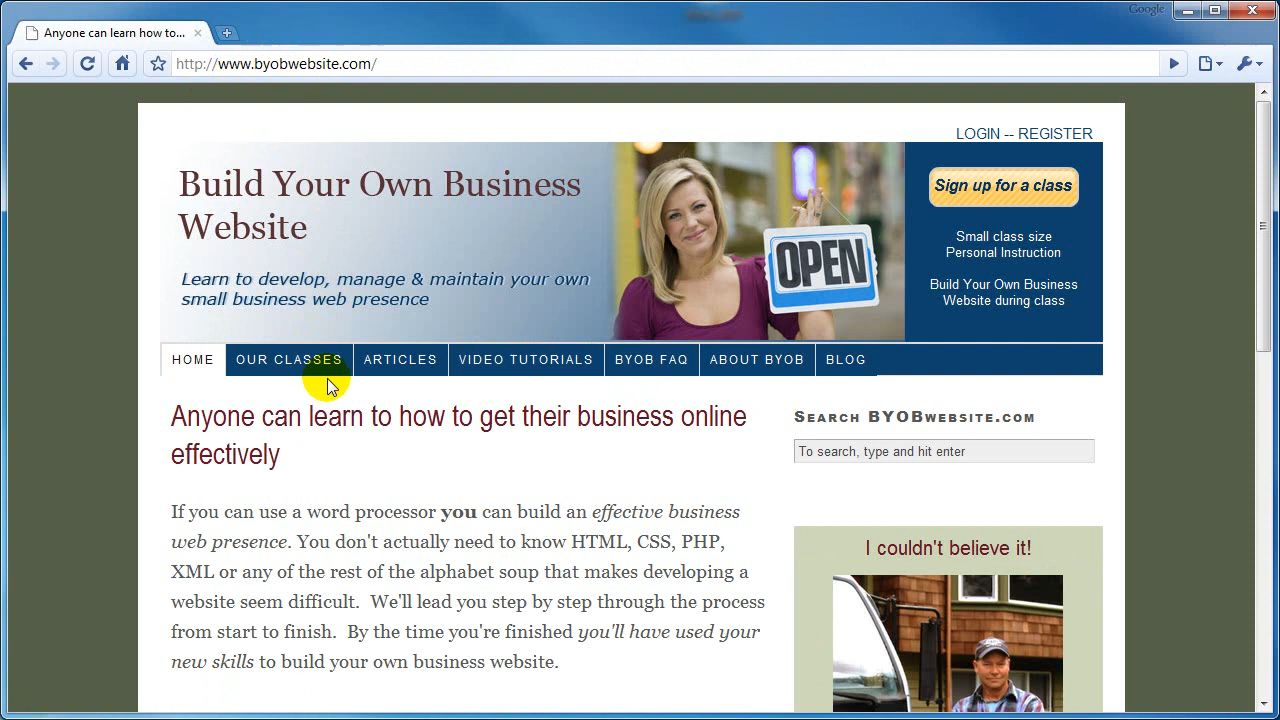 Google
Anyone can learn how to...
http://www.byobwebsite.com/
LOGIN -- REGISTER
Build Your Own Business
Website
Learn to develop, manage & maintain your own
small business web presence
OPEN
Sign up for a class
Small class size
Personal Instruction
Build Your Own Business
Website during class
HOME OUR CLASSES ARTICLES VIDEO TUTORIALS BYOB FAQ ABOUT BYOB BLOG
Anyone can learn to how to get their business online
effectively
If you can use a word processor you can build an effective business
web presence. You don't actually need to know HTML, CSS, PHP,
XML or any of the rest of the alphabet soup that makes developing a
website seem difficult. We'll lead you step by step through the process
from start to finish. By the time you're finished you'll have used your
new skills to build your own business website.
Search BYOBwebsite.com
To search, type and hit enter
I couldn't believe it!